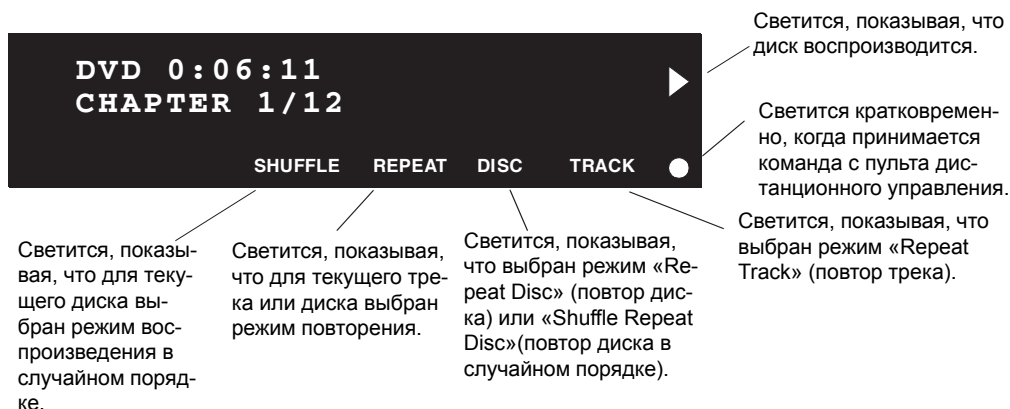 Светится, показывая, что
диск воспроизводится.
DVD 0:06:11
CHAPTER 1/12
SHUFFLE REPEAT DISC TRACK
Светится кратковремен-
но, когда принимается
команда с пульта дис-
танционного управления.
Светится, показывая, что
выбран режим «Repeat
Track» (повтор трека).
Светится, показы-
вая, что для теку-
щего диска вы-
бран режим вос-
произведения в
случайном поряд-
ке.
Светится, показывая,
что для текущего тре-
ка или диска выбран
режим повторения.
Светится, показывая,
что выбран режим «Re-
peat Disc» (повтор дис-
ка) или «Shuffle Repeat
Disc»(повтор диска в
случайном порядке).